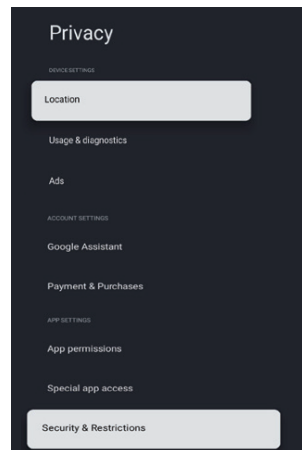 Privacy
DEVICE SETTINGS
Location
Usage & diagnostics
Ads
ACCOUNT SETTINGS
Google Assistant
Payment & Purchases
APP SETTINGS
App permissions
Special app access
Security & Restrictions